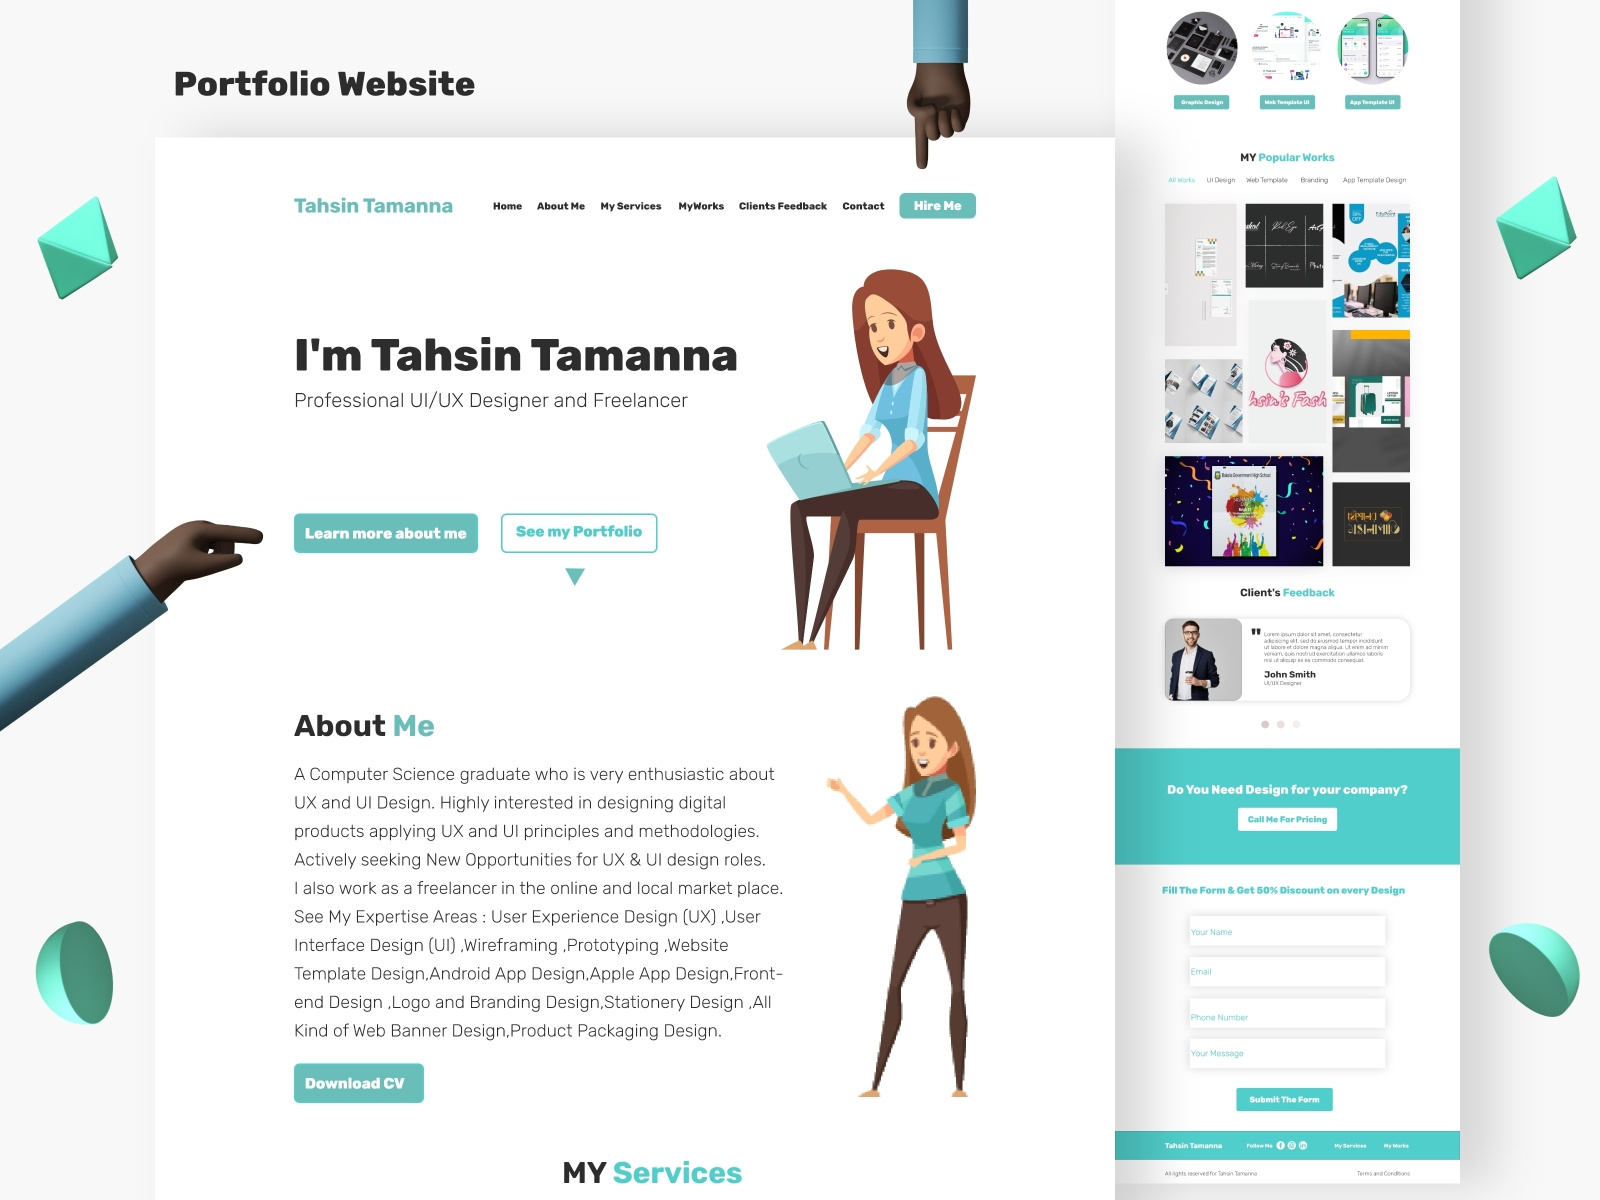 Portfolio Website
Tahsin Tamanna
Home
About Me
My Services
MyWorks
Clients Feedback
Contact
Hire Me
I'm Tahsin Tamanna
Professional UI/UX Designer and Freelancer
Learn more about me
See my Portfolio
About Me
A Computer Science graduate who is very enthusiastic about
UX and UI Design. Highly interested in designing digital
products applying UX and UI principles and methodologies.
Actively seeking New Opportunities for UX & UI design roles.
I also work as a freelancer in the online and local market place.
See My Expertise Areas : User Experience Design (UX) ,User
Interface Design (UI) ,Wireframing ,Prototyping ,Website
Template Design,Android App Design,Apple App Design,Front-
end Design ,Logo and Branding Design,Stationery Design ,All
Kind of Web Banner Design,Product Packaging Design.
Download CV
MY Services
Graphic Design
Web Template UI
App Template UI
MY Popular Works
All Works
UI Design
Web Template
Branding
App Template Design
Client's Feedback
Lorem ipsum dolor sit amet, consectetur
adipiscing elit, sed do eiusmod tempor incididunt
ut labore et dolore magna aliqua. Ut enim ad minim
veniam, quis nostrud exercitation ullamco laboris
nisi ut aliquip ex ea commodo consequat.
John Smith
UI/UX Designer
Do You Need Design for your company?
Call Me For Pricing
Fill The Form & Get 50% Discount on every Design
Your Name
Email
Phone Number
Your Message
Submit The Form
Tahsin Tamanna
Follow Me
My Services
My Works
All rights reserved for Tahsin Tamanna
Terms and Conditions